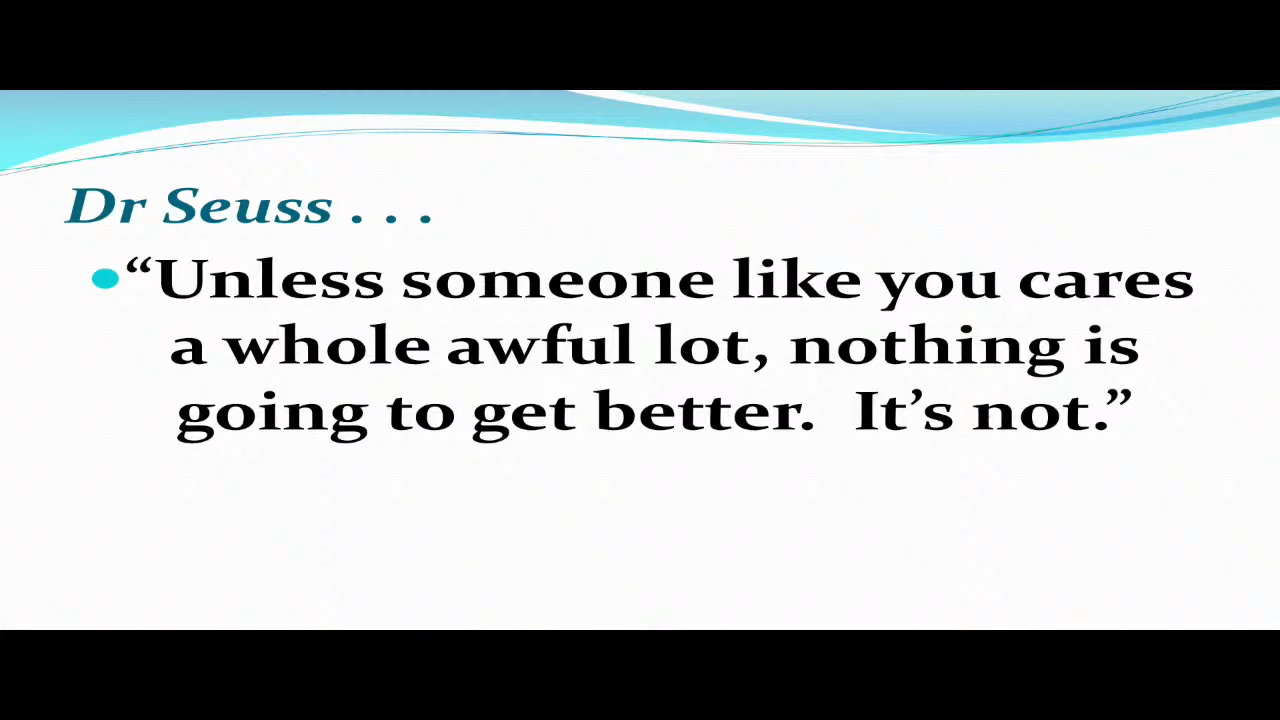 Dr Seuss . . .
•“Unless someone like you cares
a whole awful lot, nothing is
going to get better.  It’s not.”